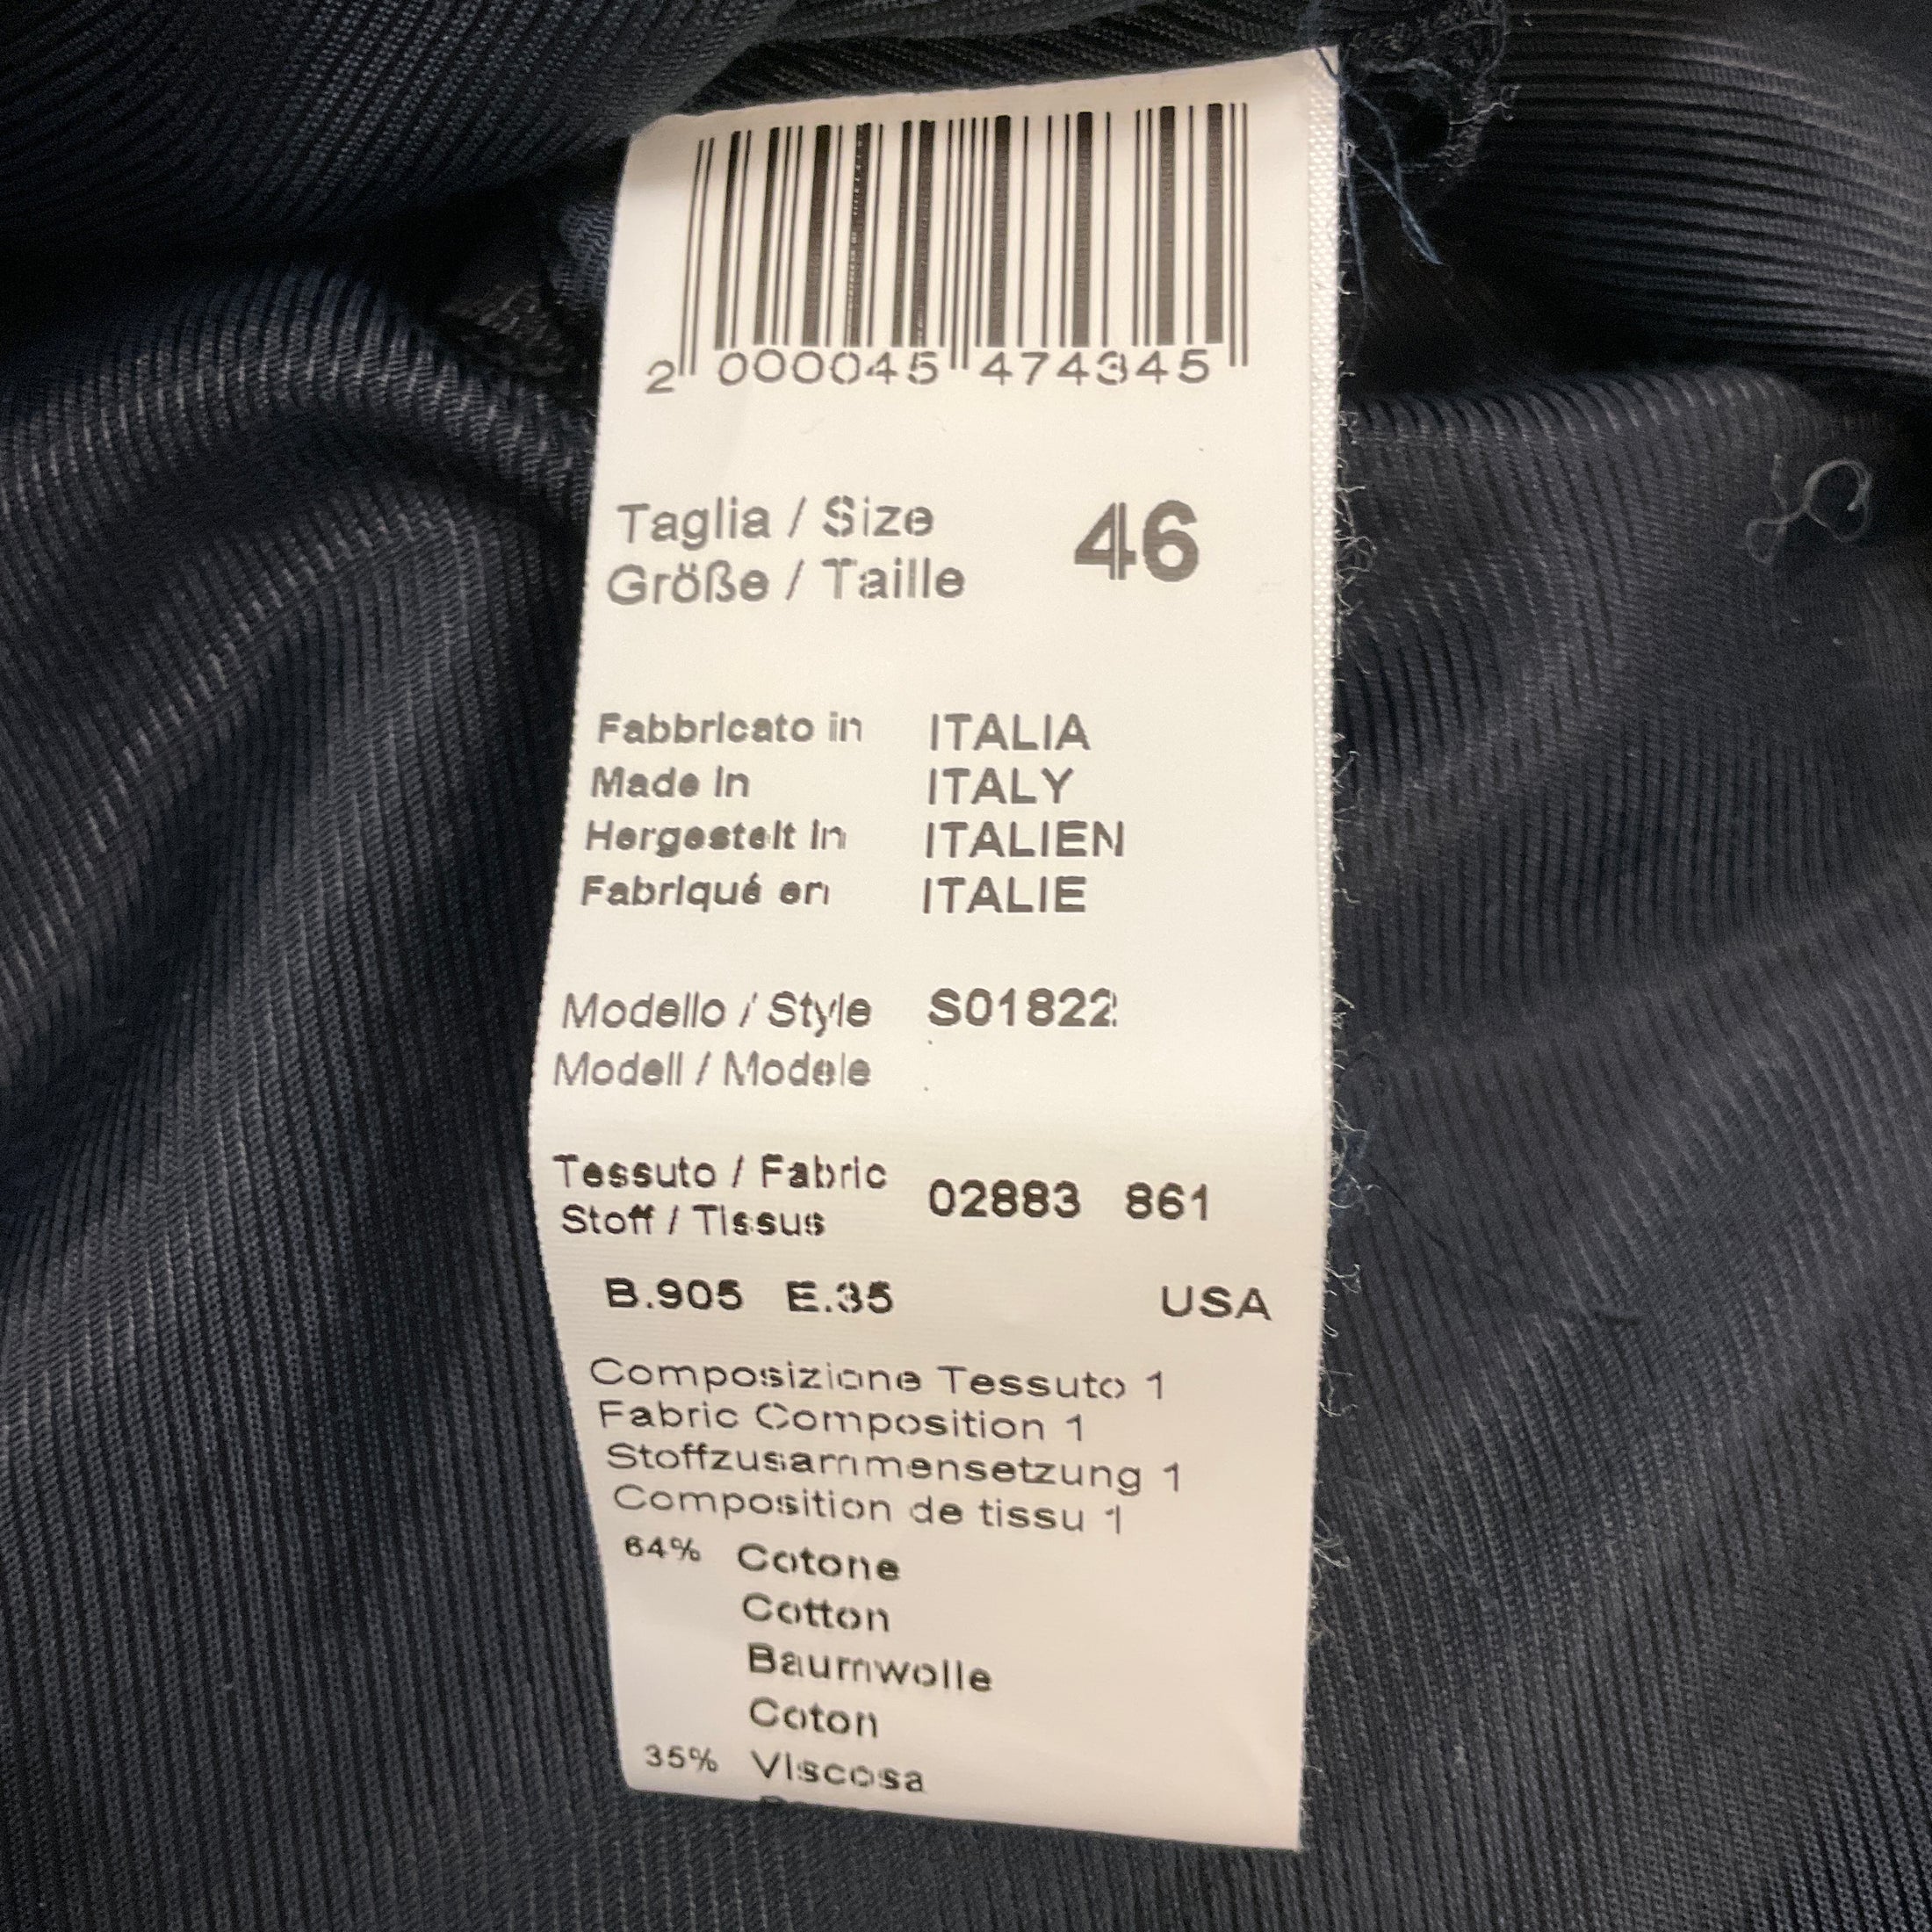 2 000045 474345
Taglia / Size 46
Größe / Taille
Fabbricato in ITALIA
Made in ITALY
Hergestelt in ITALIEN
Fabriqué en ITALIE
Modello / Style S01822
Modell / Modele
Tessuto / Fabric 02883 861
Stoff / Tissus
B.905 E.35 USA
Composizione Tessuto 1
Fabric Composition 1
Stoffzusammensetzung 1
Composition de tissu 1
64% Cotone
Cotton
Baumwolle
Coton
35% Viscosa